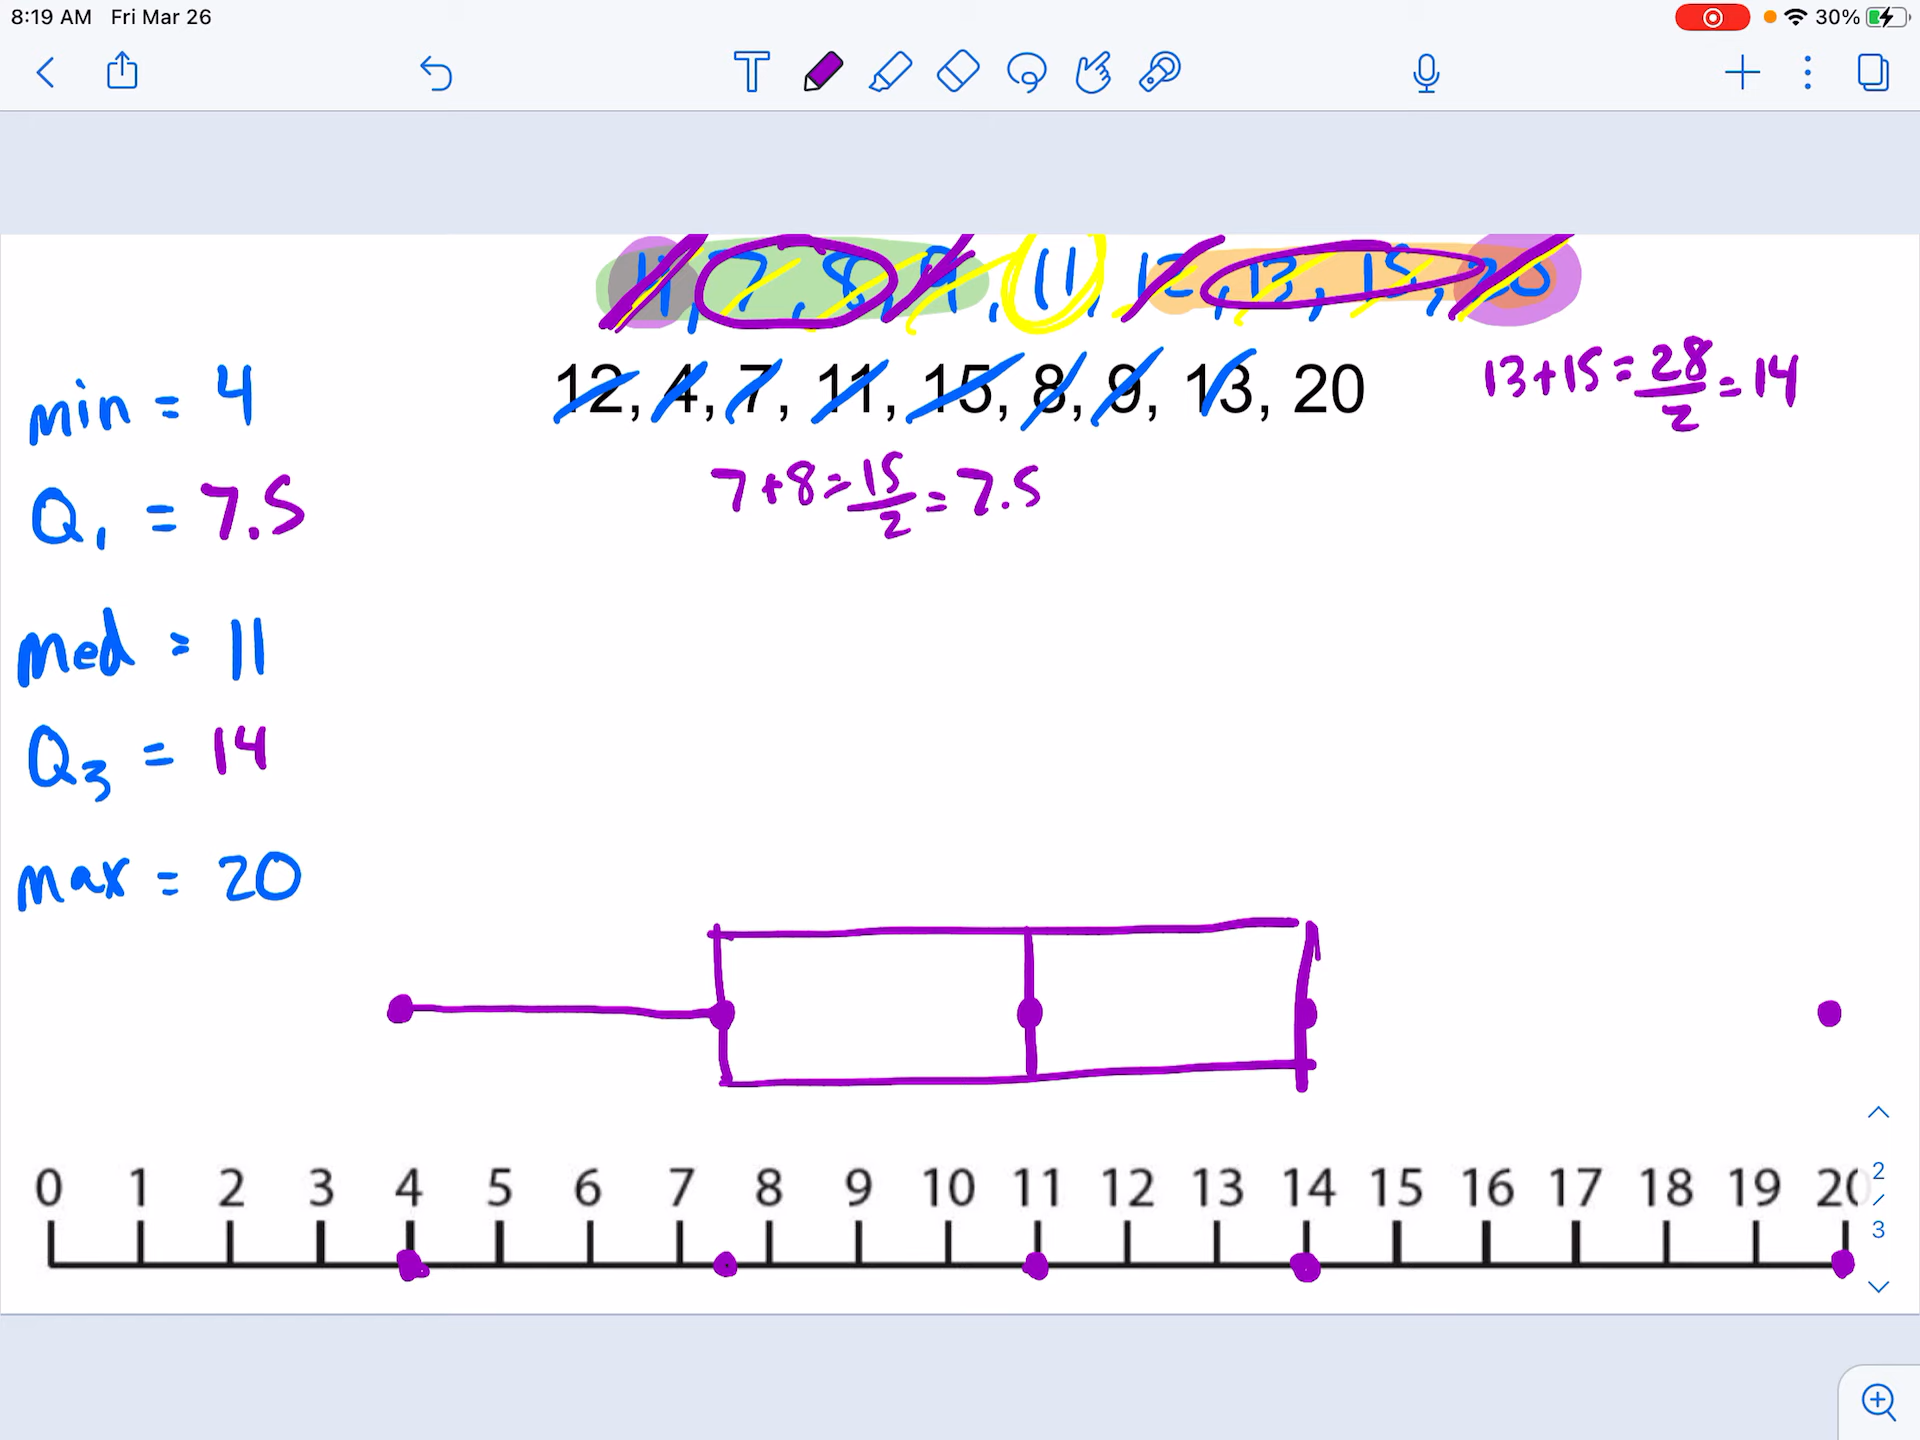 8:19 AM Fri Mar 26
30%
T
4, 7, 8, 9, 11, 12, 13, 15, 20
12, 4, 7, 11, 15, 8, 9, 13, 20
13+15=28/2=14
min = 4
7+8=15/2=7.5
Q1 = 7.5
med = 11
Q3 = 14
max = 20
0 1 2 3 4 5 6 7 8 9 10 11 12 13 14 15 16 17 18 19 20
2/3